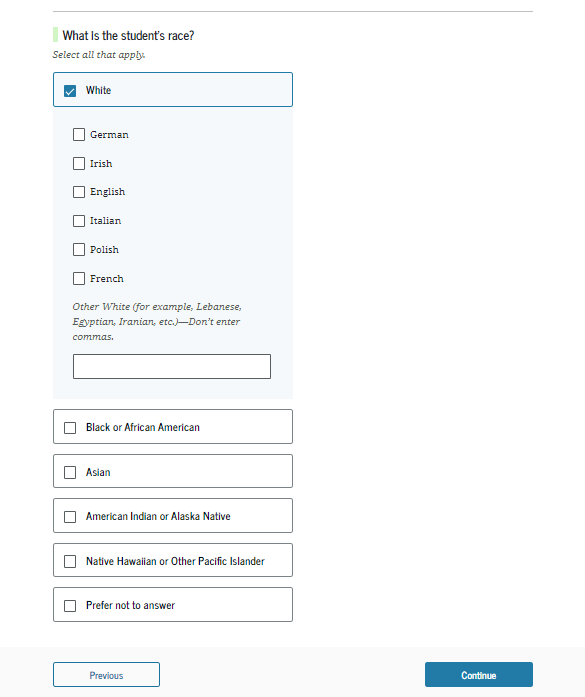 What is the student's race?
Select all that apply.
White
German
Irish
English
Italian
Polish
French
Other White (for example, Lebanese,
Egyptian, Iranian, etc.)—Don't enter
commas.
Black or African American
Asian
American Indian or Alaska Native
Native Hawaiian or Other Pacific Islander
Prefer not to answer
Previous
Continue